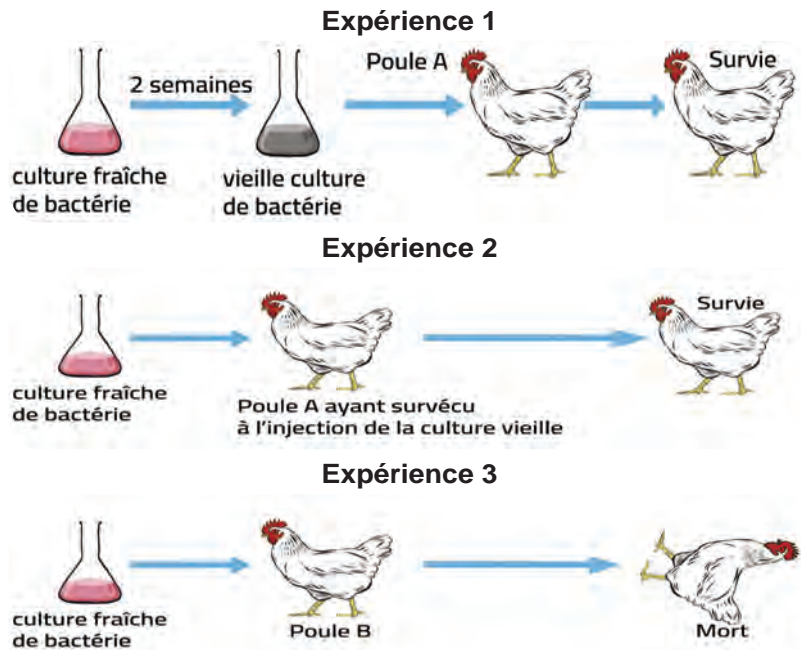 Expérience 1
2 semaines
Poule A
Survie
culture fraîche
de bactérie
vieille culture
de bactérie
Expérience 2
Survie
culture fraîche
de bactérie
Poule A ayant survécu
à l'injection de la culture vieille
Expérience 3
culture fraîche
de bactérie
Poule B
Mort